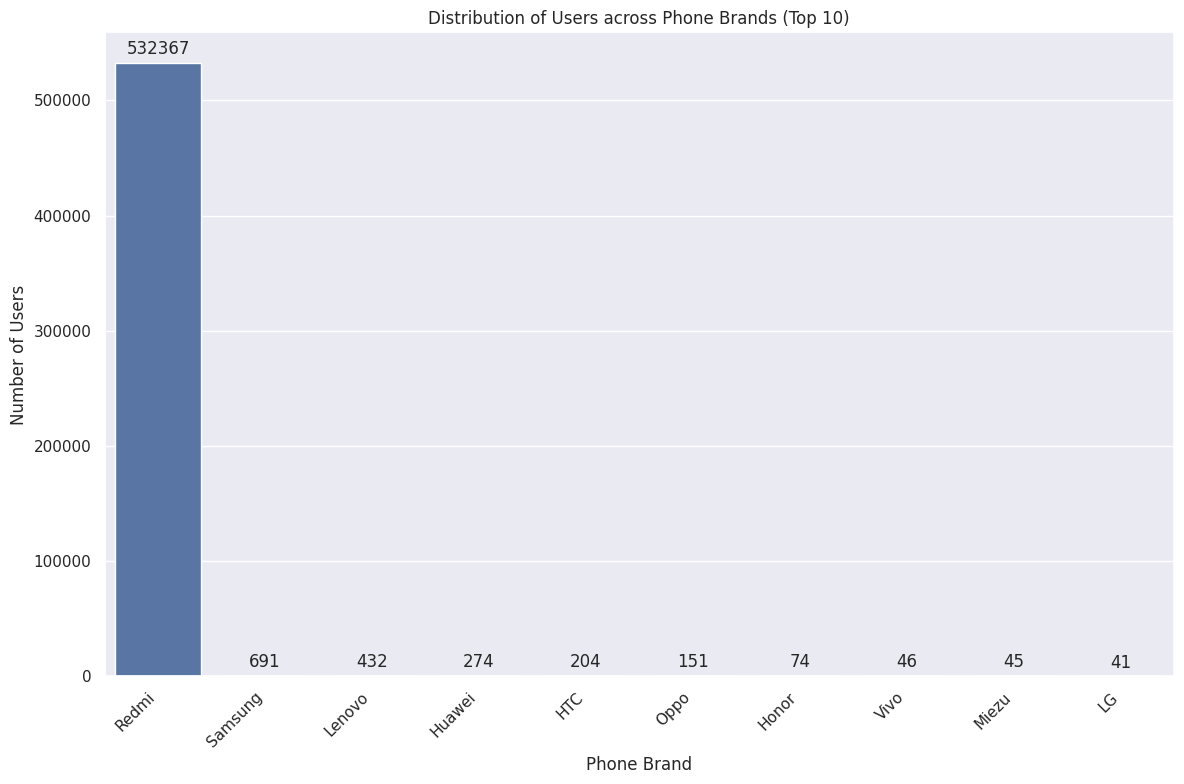 Distribution of Users across Phone Brands (Top 10)
532367
500000
400000
300000
200000
100000
0
Number of Users
691
432
274
204
151
74
46
45
41
Redmi
Samsung
Lenovo
Huawei
HTC
Oppo
Honor
Vivo
Miezu
LG
Phone Brand